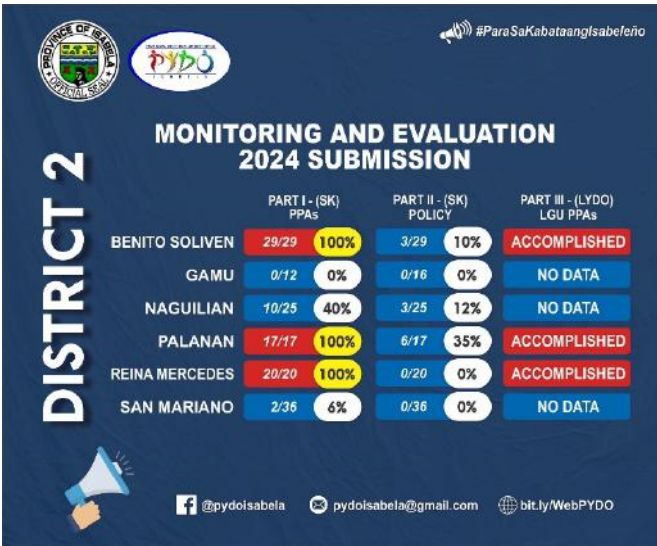 #ParaSaKabataangIsabeleño
PROVINCE OF ISABELA
OFFICIAL SEAL
PYDO
ISABELA
DISTRICT 2
MONITORING AND EVALUATION
2024 SUBMISSION
PART I - (SK) PART II - (SK) PART III - (LYDO)
PPAs POLICY LGU PPAs
BENITO SOLIVEN 29/29 100% 3/29 10% ACCOMPLISHED
GAMU 0/12 0% 0/16 0% NO DATA
NAGUILIAN 10/25 40% 3/25 12% NO DATA
PALANAN 17/17 100% 6/17 35% ACCOMPLISHED
REINA MERCEDES 20/20 100% 0/20 0% ACCOMPLISHED
SAN MARIANO 2/36 6% 0/36 0% NO DATA
@pydoisabela pydoisabela@gmail.com bit.ly/WebPYDO